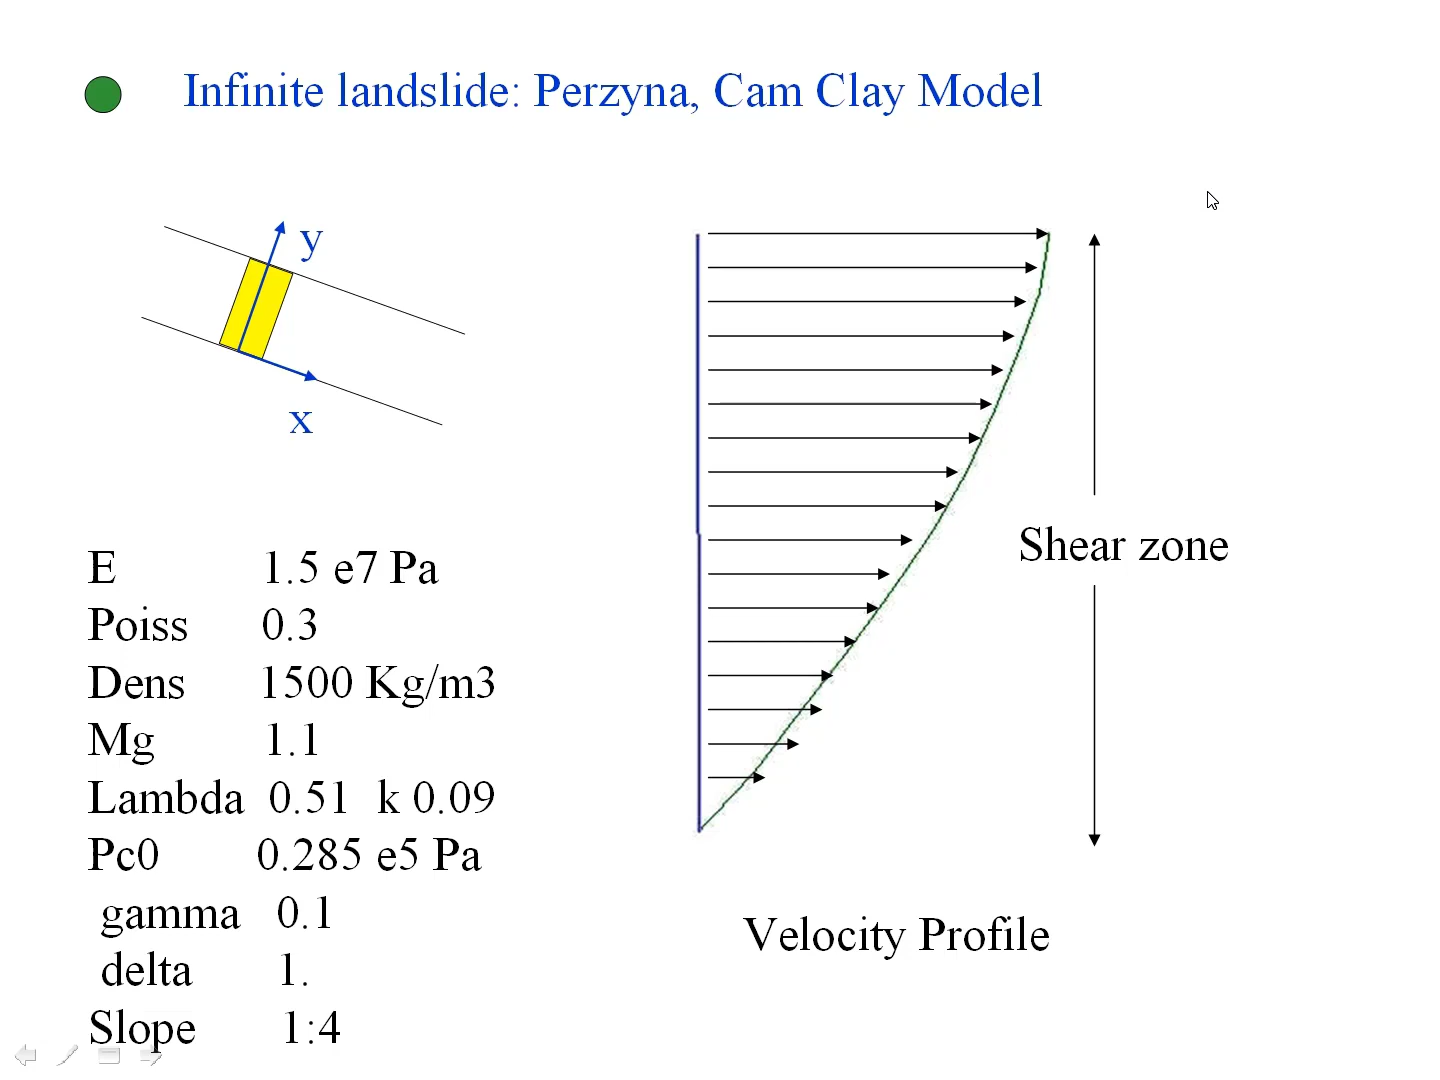 Infinite landslide: Perzyna, Cam Clay Model
y
x
E 1.5 e7 Pa
Poiss 0.3
Dens 1500 Kg/m3
Mg 1.1
Lambda 0.51 k 0.09
Pc0 0.285 e5 Pa
gamma 0.1
delta 1.
Slope 1:4
Shear zone
Velocity Profile